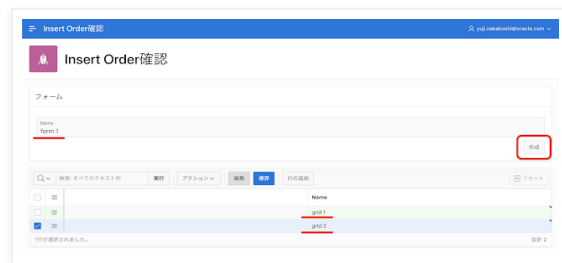 Insert Order確認
yuji.nakakoshi@oracle.com
Insert Order確認
フォーム
Name
form 1
作成
検索: すべてのテキスト列 実行 アクション 編集 保存 行の追加 リセット
Name
grid 1
grid 2
1行が選択されました。 合計 2